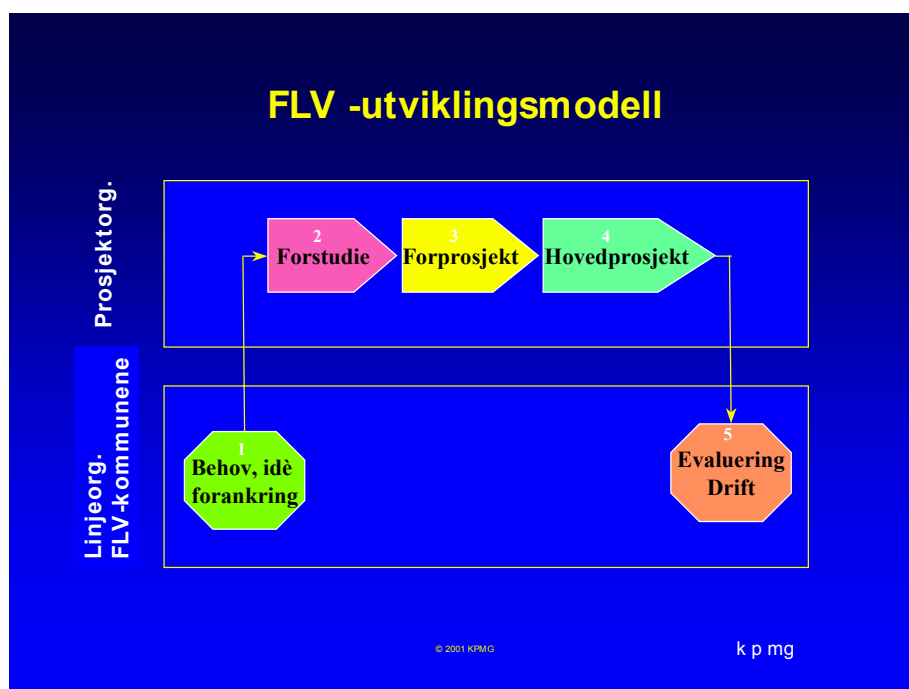 FLV -utviklingsmodell
Prosjektorg.
2
Forstudie
3
Forprosjekt
4
Hovedprosjekt
Linjeorg.
FLV-kommunene
1
Behov, idè
forankring
5
Evaluering
Drift
© 2001 KPMG
k p mg